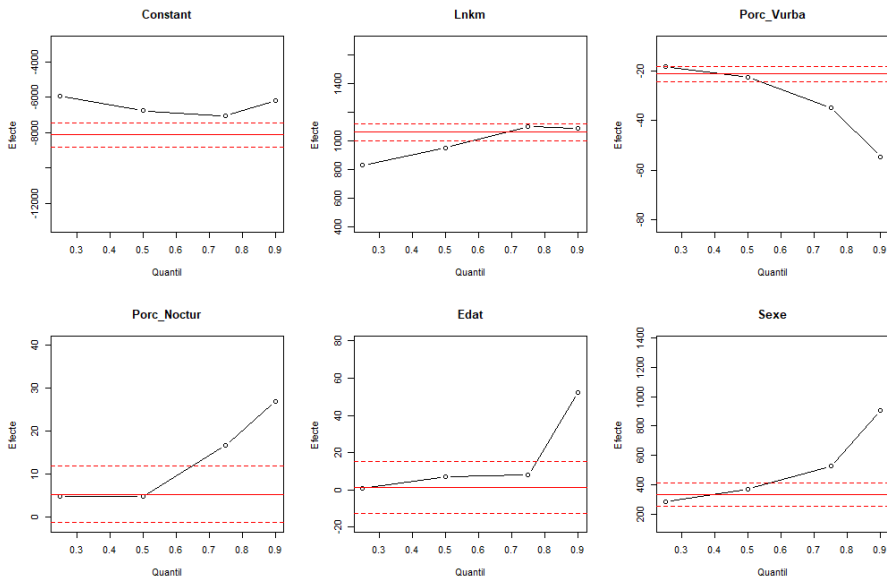 Constant
Efecte
-4000
-6000
-8000
-12000
0.3 0.4 0.5 0.6 0.7 0.8 0.9
Quantil
Lnkm
Efecte
1400
1000
800
600
400
0.3 0.4 0.5 0.6 0.7 0.8 0.9
Quantil
Porc_Vurba
Efecte
-20
-40
-60
-80
0.3 0.4 0.5 0.6 0.7 0.8 0.9
Quantil
Porc_Noctur
Efecte
40
30
20
10
0
0.3 0.4 0.5 0.6 0.7 0.8 0.9
Quantil
Edat
Efecte
80
60
40
20
0
-20
0.3 0.4 0.5 0.6 0.7 0.8 0.9
Quantil
Sexe
Efecte
1400
1200
1000
800
600
400
200
0.3 0.4 0.5 0.6 0.7 0.8 0.9
Quantil